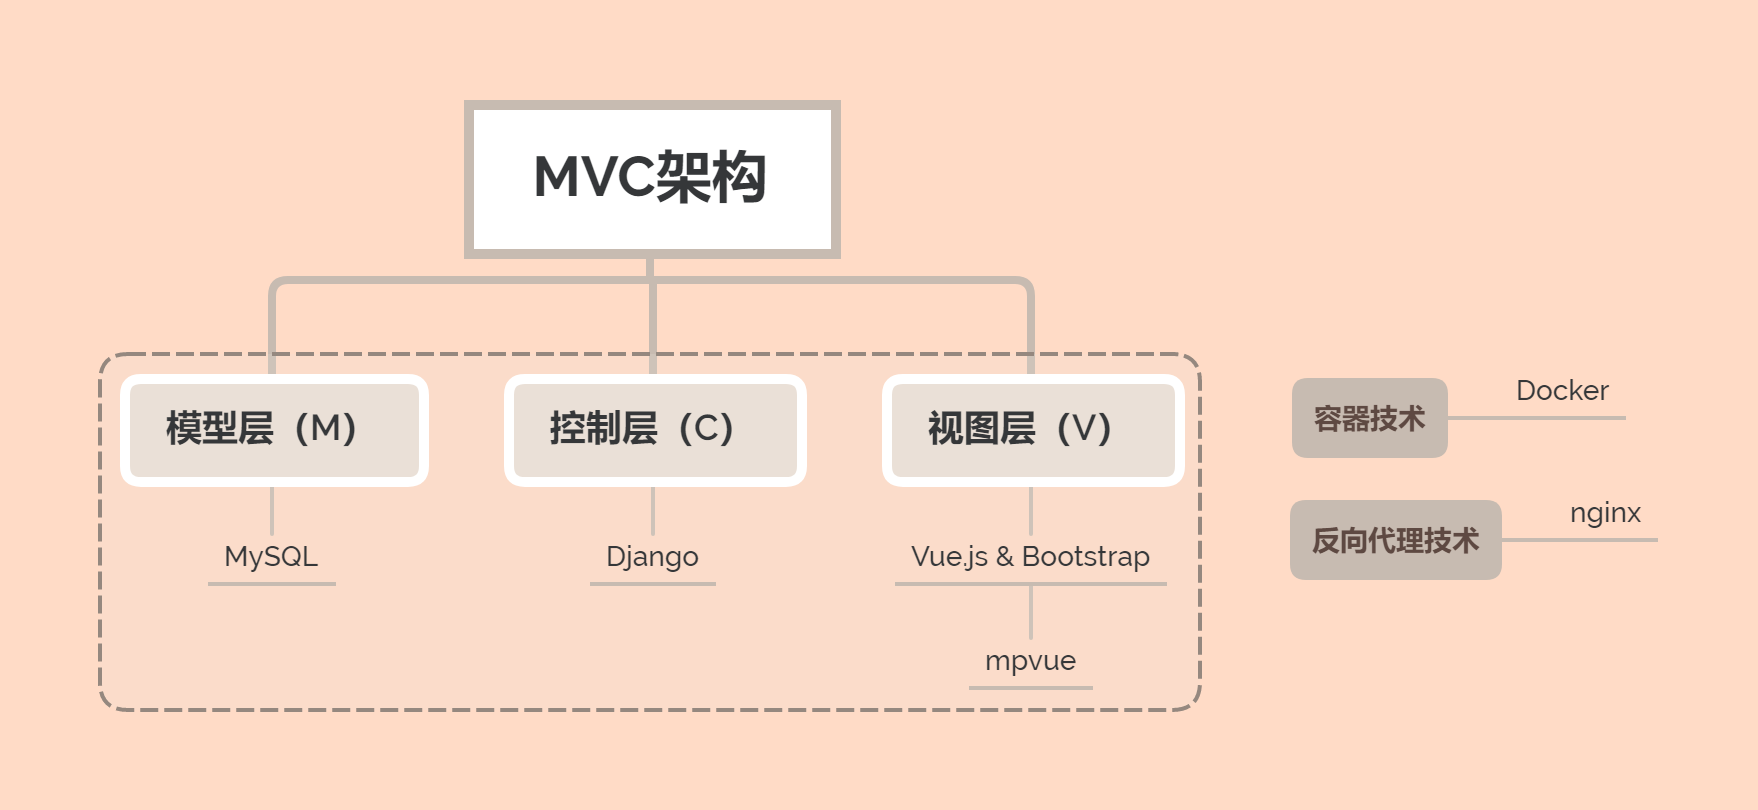 MVC架构
模型层（M）
控制层（C）
视图层（V）
MySQL
Django
Vue.js & Bootstrap
mpvue
容器技术
Docker
反向代理技术
nginx